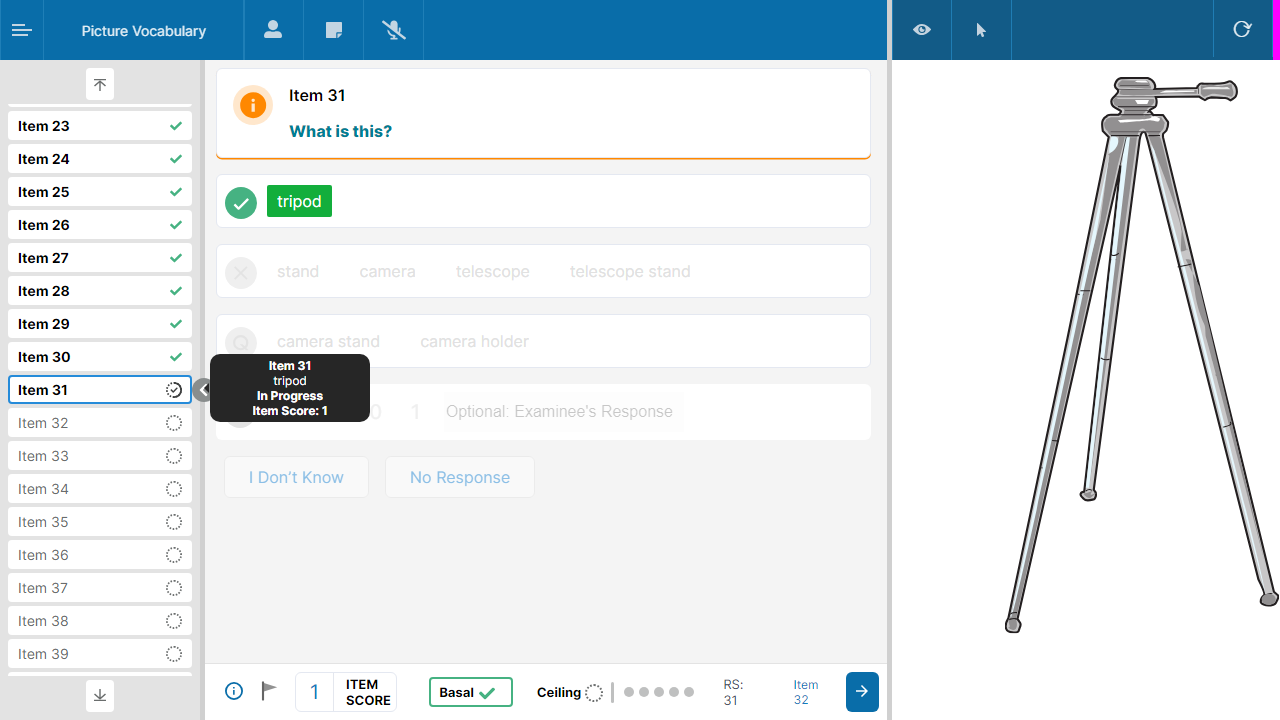 Picture Vocabulary
Item 23
Item 24
Item 25
Item 26
Item 27
Item 28
Item 29
Item 30
Item 31
Item 32
Item 33
Item 34
Item 35
Item 36
Item 37
Item 38
Item 39
Item 31
What is this?
tripod
stand camera telescope telescope stand
Q camera stand camera holder
Item 31
tripod
In Progress
Item Score: 1
0 1 Optional: Examinee's Response
I Don't Know No Response
1 ITEM SCORE
Basal
Ceiling
RS:
31
Item
32